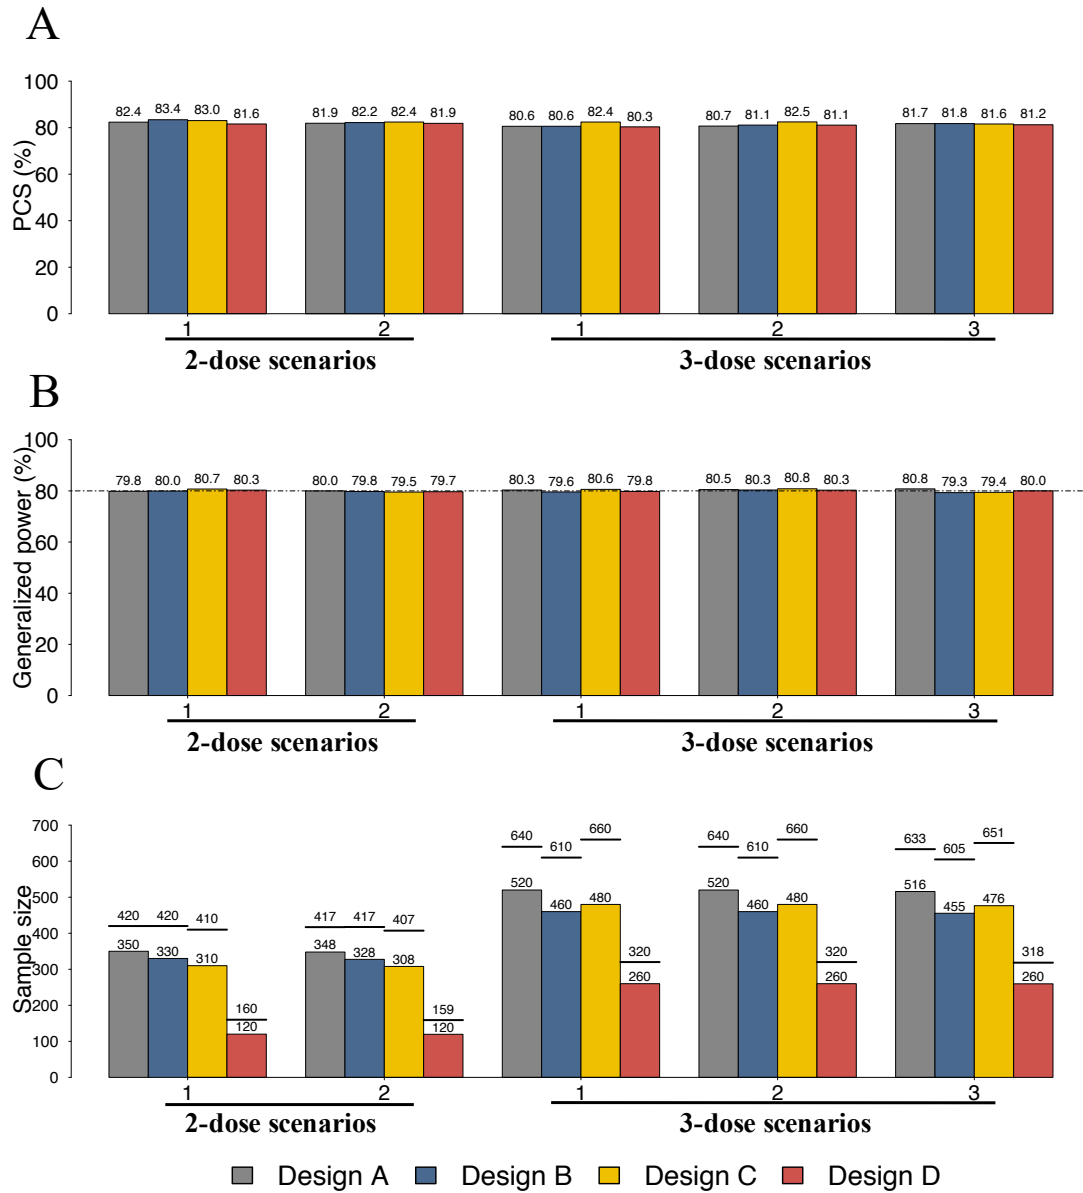 A
PCS (%)
100
80
60
40
20
0
82.4 83.4 83.0 81.6 81.9 82.2 82.4 81.9 80.6 80.6 82.4 80.3 80.7 81.1 82.5 81.1 81.7 81.8 81.6 81.2
1 2 1 2 3
2-dose scenarios 3-dose scenarios
B
Generalized power (%)
100
80
60
40
20
0
79.8 80.0 80.7 80.3 80.0 79.8 79.5 79.7 80.3 79.6 80.6 79.8 80.5 80.3 80.8 80.3 80.8 79.3 79.4 80.0
1 2 1 2 3
2-dose scenarios 3-dose scenarios
C
Sample size
700
600
500
400
300
200
100
0
420 420 410 160 417 417 407 159 640 610 660 320 640 610 660 320 633 605 651 318
350 330 310 120 348 328 308 120 520 460 480 260 520 460 480 260 516 455 476 260
1 2 1 2 3
2-dose scenarios 3-dose scenarios
Design A Design B Design C Design D